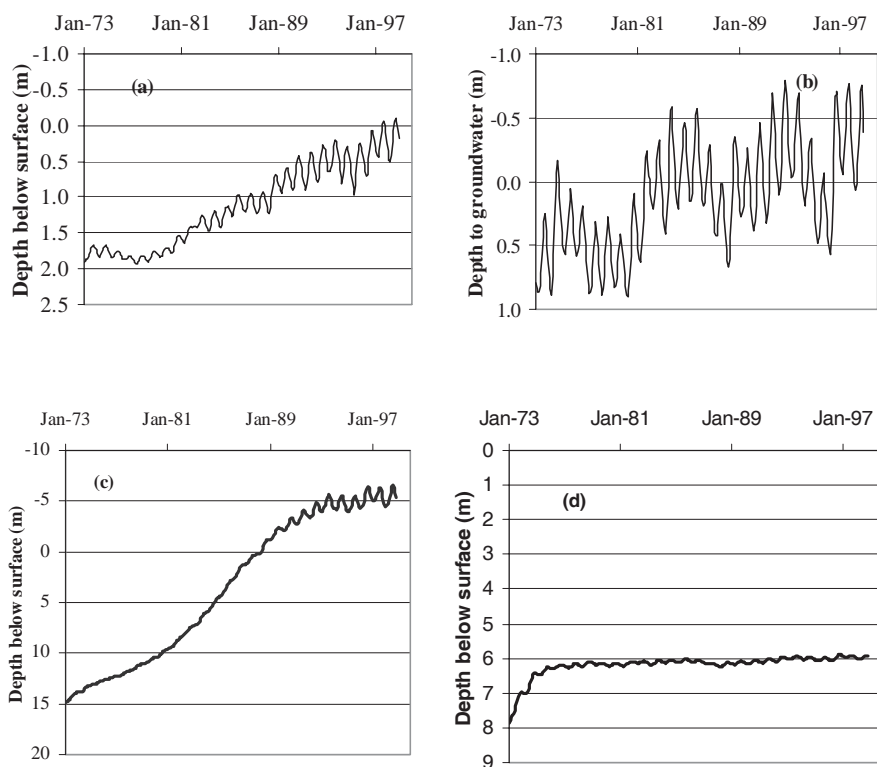 Jan-73 Jan-81 Jan-89 Jan-97
-1.0
-0.5
0.0
0.5
1.0
1.5
2.0
2.5
Depth below surface (m)
(a)
Jan-73 Jan-81 Jan-89 Jan-97
-1.0
-0.5
0.0
0.5
1.0
Depth to groundwater (m)
(b)
Jan-73 Jan-81 Jan-89 Jan-97
-10
-5
0
5
10
15
20
Depth below surface (m)
(c)
Jan-73 Jan-81 Jan-89 Jan-97
0
1
2
3
4
5
6
7
8
9
Depth below surface (m)
(d)